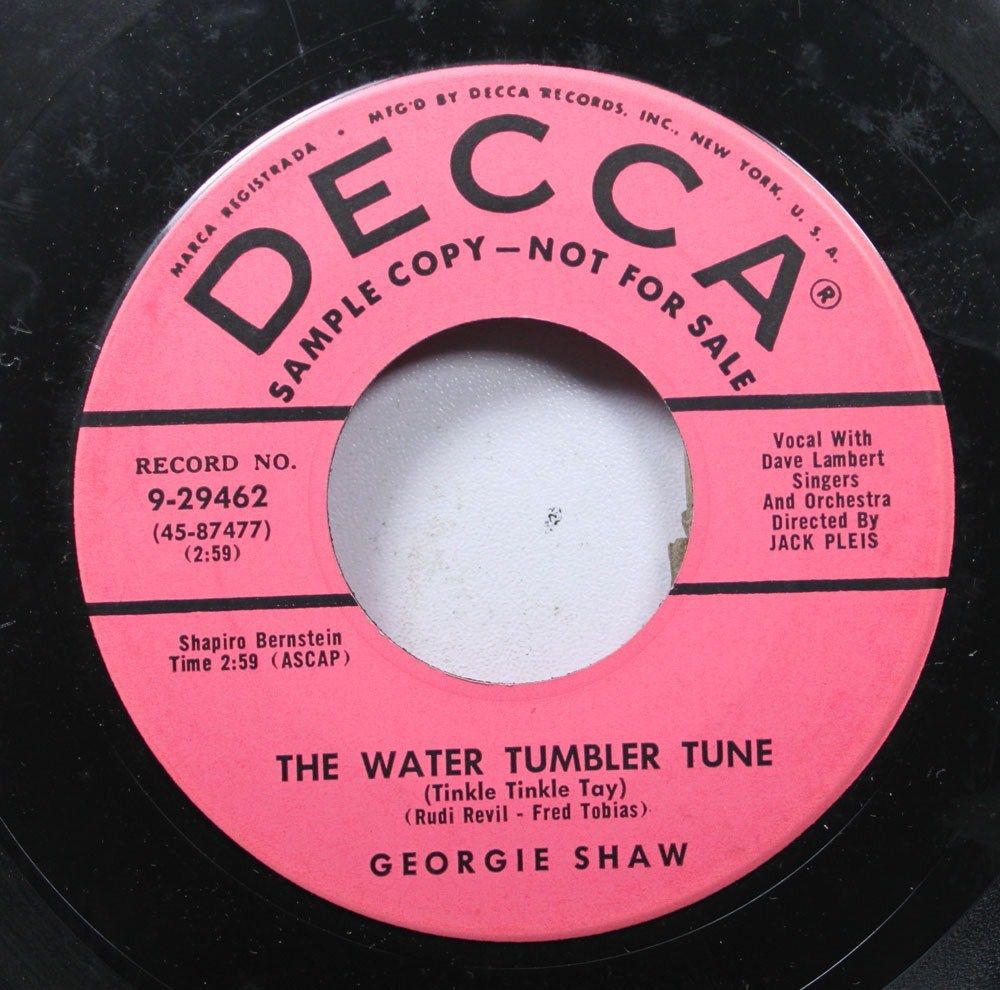 MARCA REGISTRADA • MFG'D BY DECCA RECORDS, INC., NEW YORK, U. S. A.
DECCA®
SAMPLE COPY—NOT FOR SALE
RECORD NO.
9-29462
(45-87477)
(2:59)
Vocal With
Dave Lambert
Singers
And Orchestra
Directed By
JACK PLEIS
Shapiro Bernstein
Time 2:59 (ASCAP)
THE WATER TUMBLER TUNE
(Tinkle Tinkle Tay)
(Rudi Revil - Fred Tobias)
GEORGIE SHAW